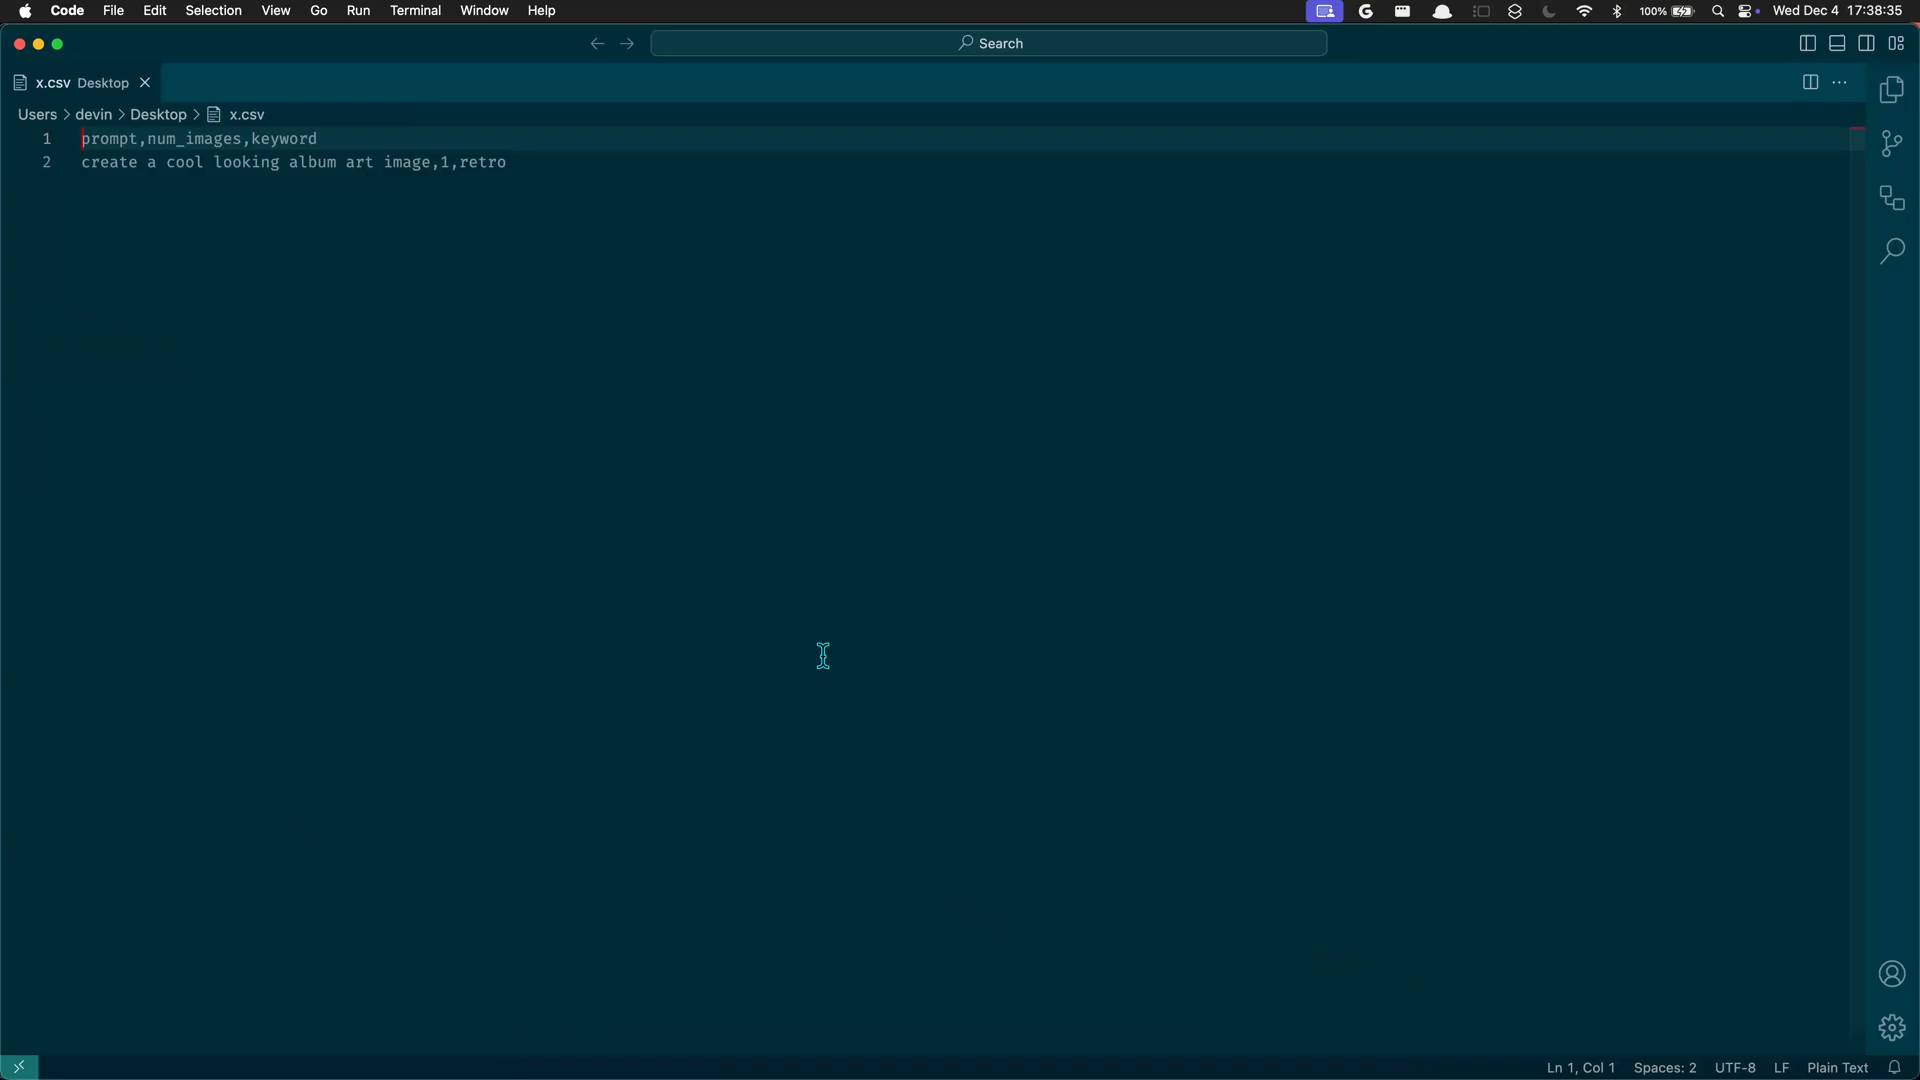 Code File Edit Selection View Go Run Terminal Window Help 100% Wed Dec 4 17:38:35
Search
x.csv Desktop
Users > devin > Desktop > x.csv
1 prompt,num_images,keyword
2 create a cool looking album art image,1,retro
Ln 1, Col 1 Spaces: 2 UTF-8 LF Plain Text